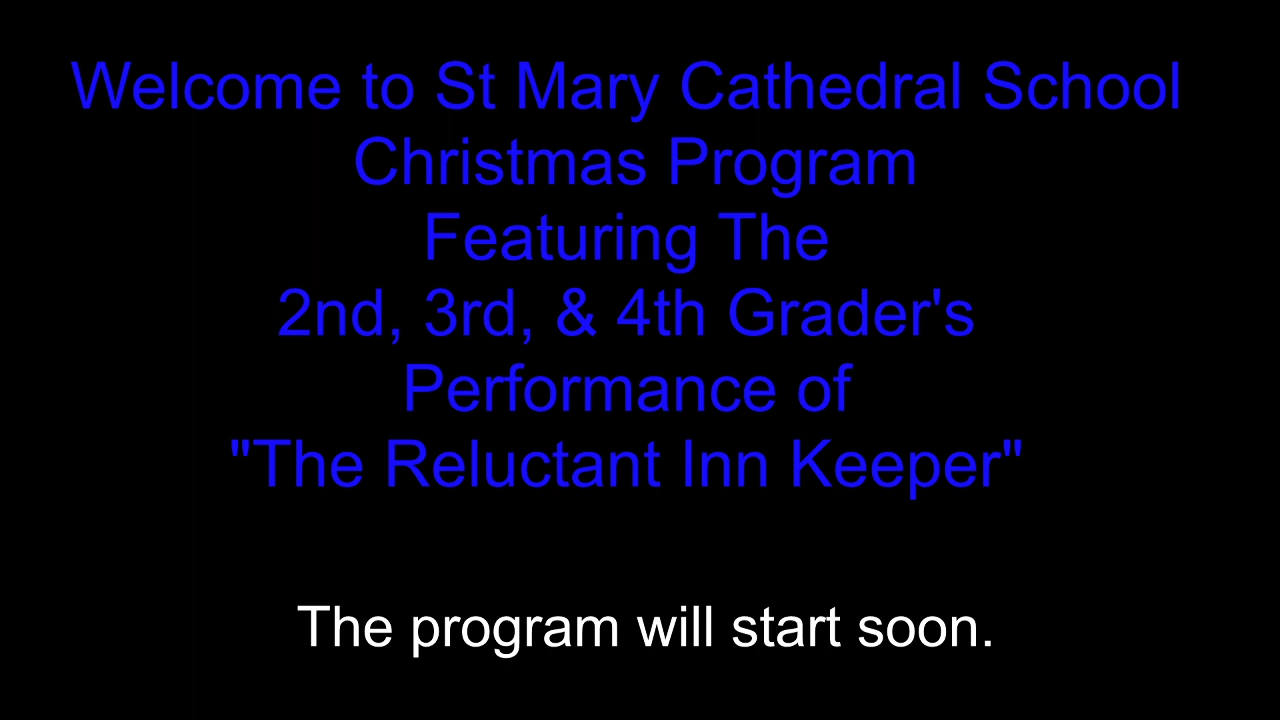 Welcome to St Mary Cathedral School
Christmas Program
Featuring The
2nd, 3rd, & 4th Grader's
Performance of
"The Reluctant Inn Keeper"
The program will start soon.